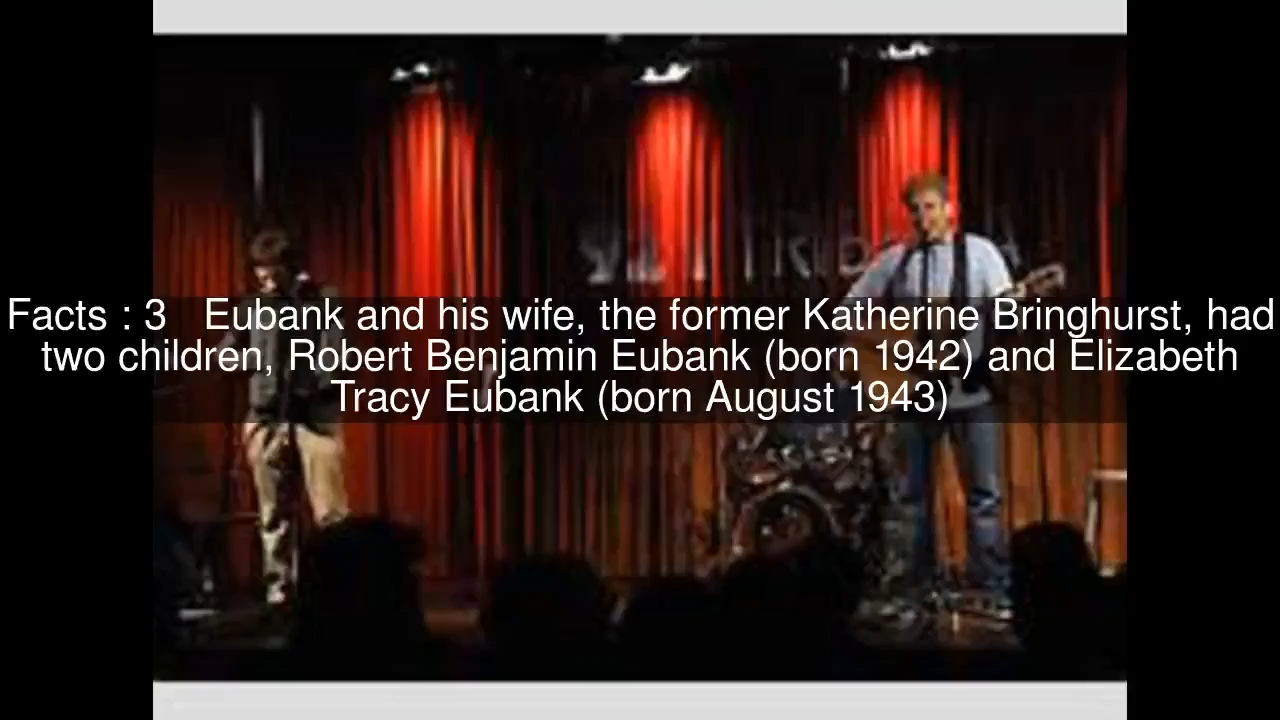 Facts : 3 Eubank and his wife, the former Katherine Bringhurst, had
two children, Robert Benjamin Eubank (born 1942) and Elizabeth
Tracy Eubank (born August 1943)